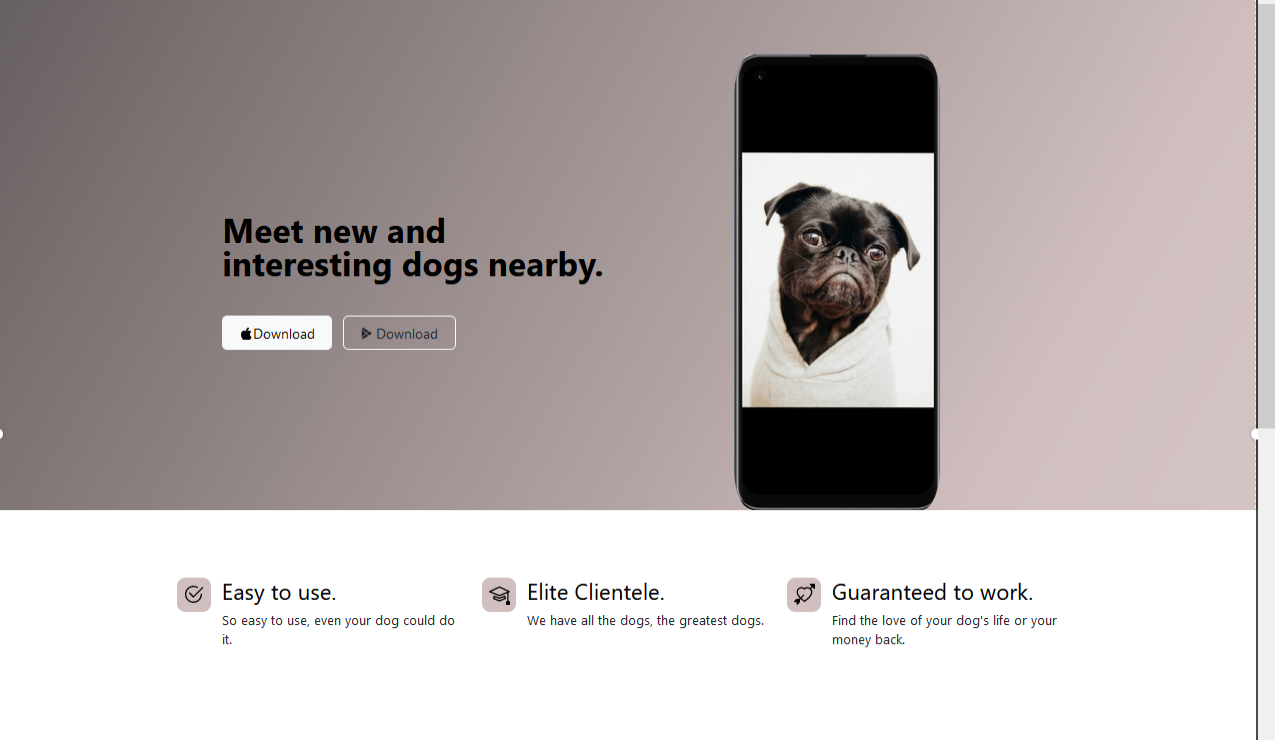 Meet new and
interesting dogs nearby.
Download
Download
Easy to use.
So easy to use, even your dog could do
it.
Elite Clientele.
We have all the dogs, the greatest dogs.
Guaranteed to work.
Find the love of your dog's life or your
money back.